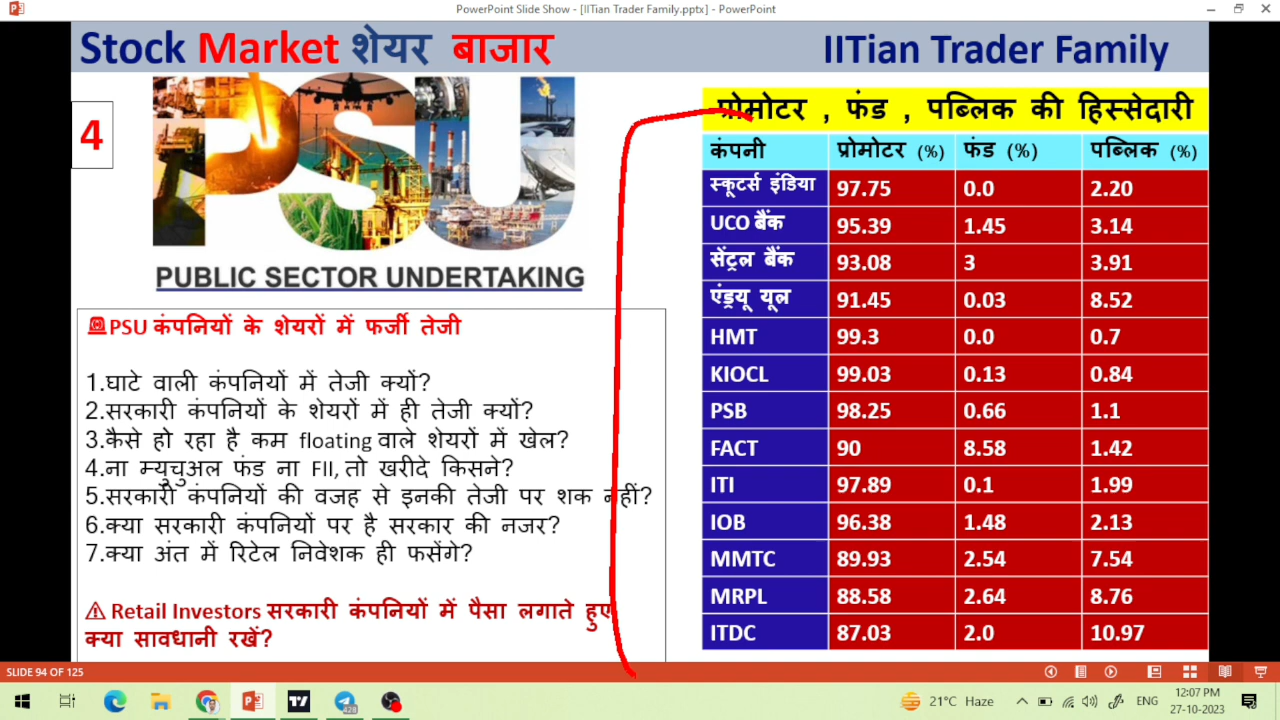 PowerPoint Slide Show - [IITian Trader Family.pptx] - PowerPoint
Stock Market शेयर बाजार
IITian Trader Family
4
PSU
PUBLIC SECTOR UNDERTAKING
PSU कंपनियों के शेयरों में फर्जी तेजी
1.घाटे वाली कंपनियों में तेजी क्यों?
2.सरकारी कंपनियों के शेयरों में ही तेजी क्यों?
3.कैसे हो रहा है कम floating वाले शेयरों में खेल?
4.ना म्युचुअल फंड ना FII, तो खरीदे किसने?
5.सरकारी कंपनियों की वजह से इनकी तेजी पर शक नहीं?
6.क्या सरकारी कंपनियों पर है सरकार की नजर?
7.क्या अंत में रिटेल निवेशक ही फसेंगे?
⚠ Retail Investors सरकारी कंपनियों में पैसा लगाते हुए
क्या सावधानी रखें?
प्रोमोटर , फंड , पब्लिक की हिस्सेदारी
कंपनी प्रोमोटर (%) फंड (%) पब्लिक (%)
स्कूटर्स इंडिया 97.75 0.0 2.20
UCO बैंक 95.39 1.45 3.14
सेंट्रल बैंक 93.08 3 3.91
एंड्रयू यूल 91.45 0.03 8.52
HMT 99.3 0.0 0.7
KIOCL 99.03 0.13 0.84
PSB 98.25 0.66 1.1
FACT 90 8.58 1.42
ITI 97.89 0.1 1.99
IOB 96.38 1.48 2.13
MMTC 89.93 2.54 7.54
MRPL 88.58 2.64 8.76
ITDC 87.03 2.0 10.97
SLIDE 94 OF 125
428
21°C Haze
ENG
12:07 PM
27-10-2023